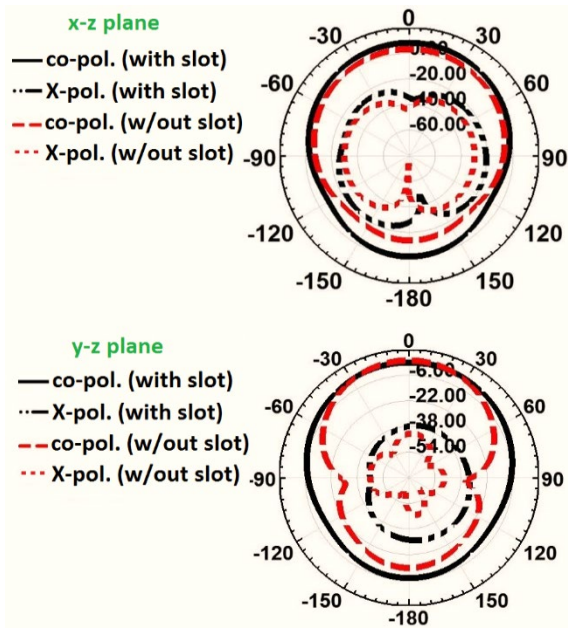 x-z plane
co-pol. (with slot)
X-pol. (with slot)
co-pol. (w/out slot)
X-pol. (w/out slot)
0
-30 30
-60 60
-90 90
-120 120
-150 150
-180
0.00
-20.00
-40.00
-60.00
y-z plane
co-pol. (with slot)
X-pol. (with slot)
co-pol. (w/out slot)
X-pol. (w/out slot)
0
-30 30
-60 60
-90 90
-120 120
-150 150
-180
-6.00
-22.00
-38.00
-54.00